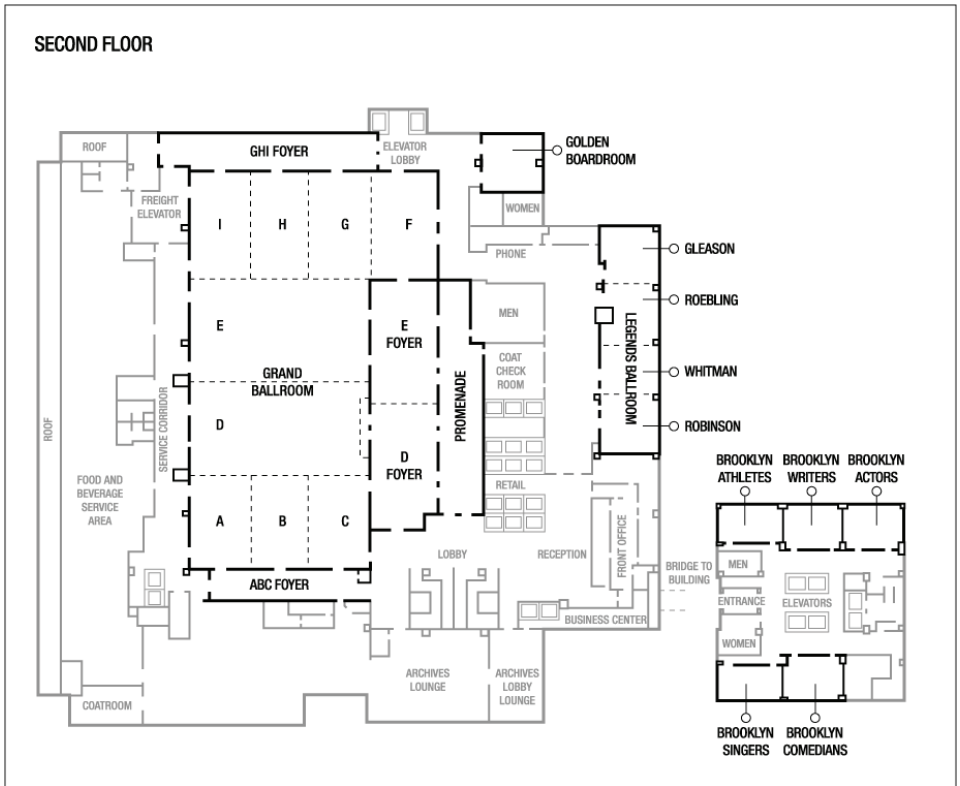 SECOND FLOOR
ROOF
GHI FOYER
ELEVATOR
LOBBY
GOLDEN
BOARDROOM
FREIGHT
ELEVATOR
I
H
G
F
WOMEN
PHONE
GLEASON
ROEBLING
WHITMAN
ROBINSON
LEGENDS BALLROOM
MEN
E
E
FOYER
COAT
CHECK
ROOM
GRAND
BALLROOM
PROMENADE
D
D
FOYER
ROOF
SERVICE CORRIDOR
FOOD AND
BEVERAGE
SERVICE
AREA
RETAIL
A
B
C
ABC FOYER
LOBBY
RECEPTION
FRONT OFFICE
BUSINESS CENTER
BRIDGE TO
BUILDING
ARCHIVES
LOUNGE
ARCHIVES
LOBBY
LOUNGE
COATROOM
BROOKLYN
ATHLETES
BROOKLYN
WRITERS
BROOKLYN
ACTORS
MEN
ENTRANCE
ELEVATORS
WOMEN
BROOKLYN
SINGERS
BROOKLYN
COMEDIANS